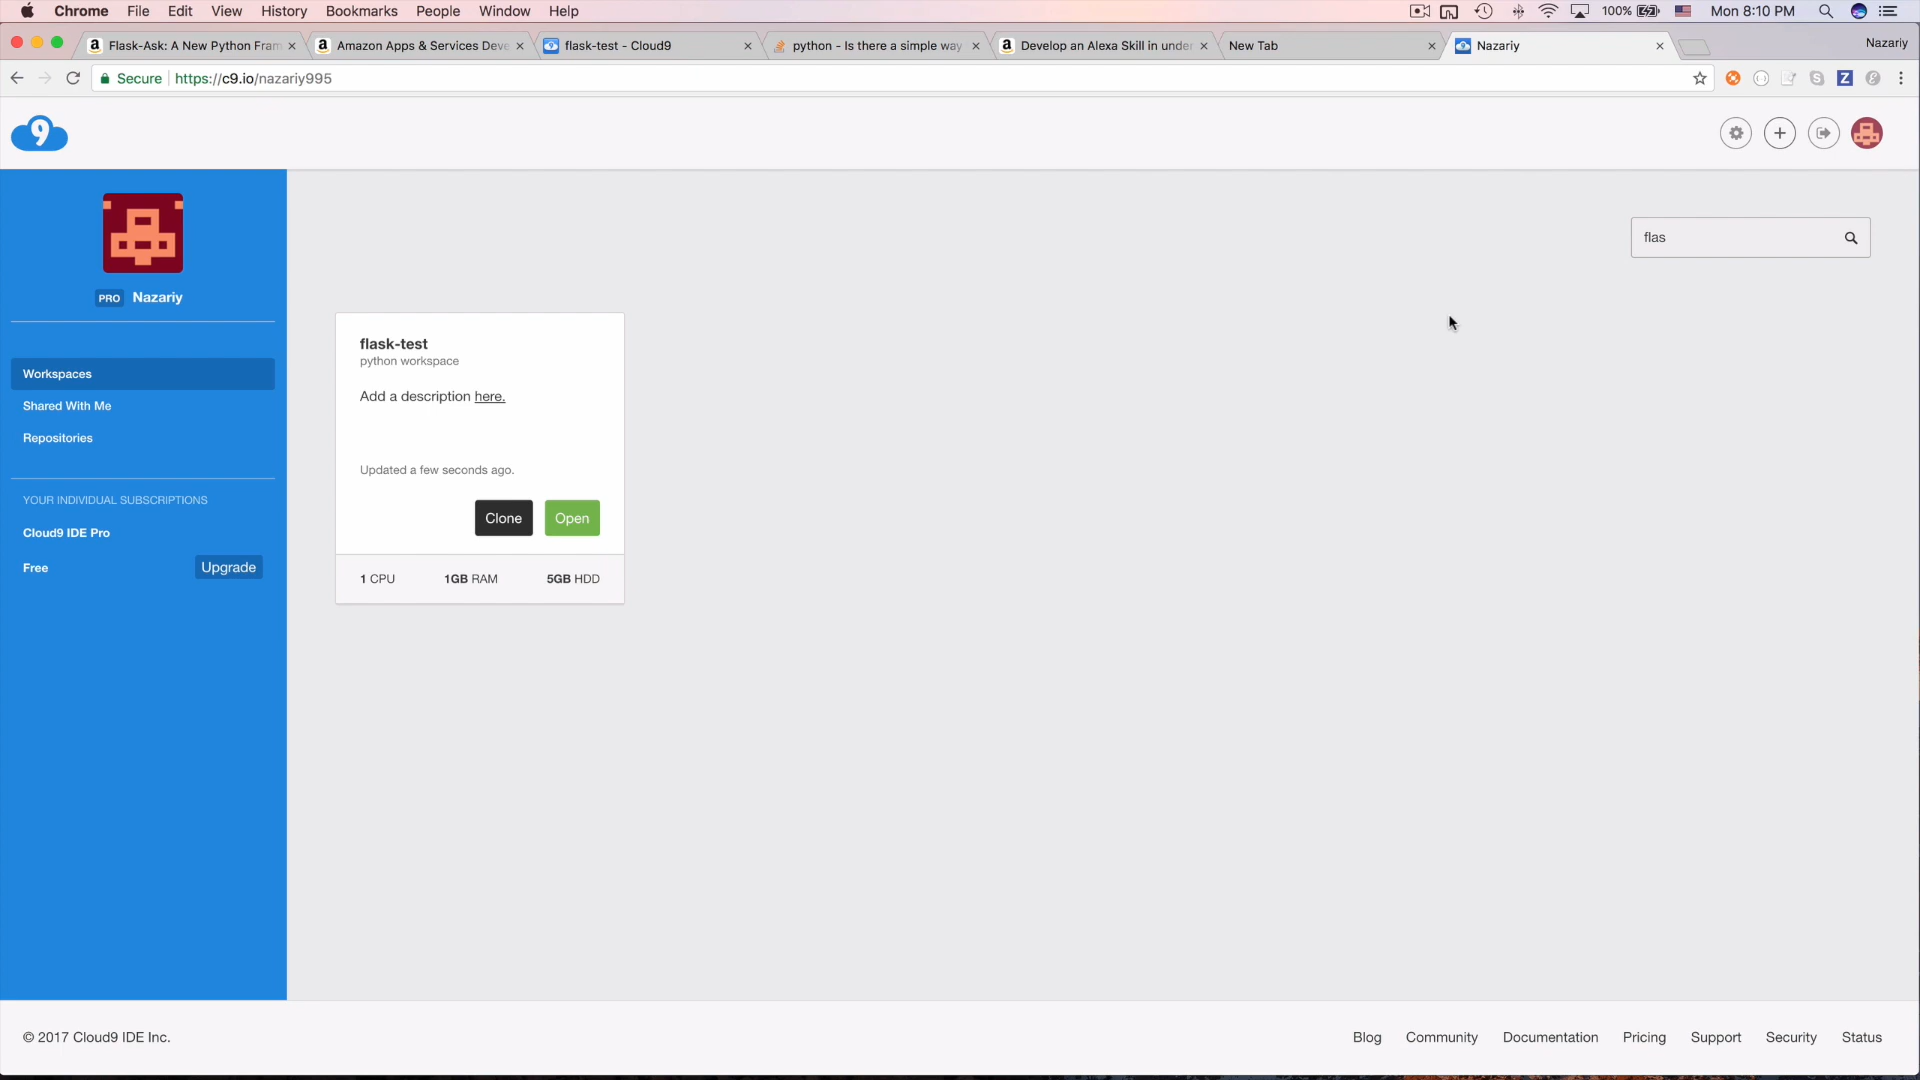 Chrome File Edit View History Bookmarks People Window Help 100% Mon 8:10 PM
Flask-Ask: A New Python Fram
Amazon Apps & Services Deve
flask-test - Cloud9
python - Is there a simple way
Develop an Alexa Skill in under
New Tab
Nazariy
Nazariy
Secure https://c9.io/nazariy995
9
flas
PRO Nazariy
Workspaces
Shared With Me
Repositories
YOUR INDIVIDUAL SUBSCRIPTIONS
Cloud9 IDE Pro
Free Upgrade
flask-test
python workspace
Add a description here.
Updated a few seconds ago.
Clone Open
1 CPU 1GB RAM 5GB HDD
© 2017 Cloud9 IDE Inc.
Blog Community Documentation Pricing Support Security Status